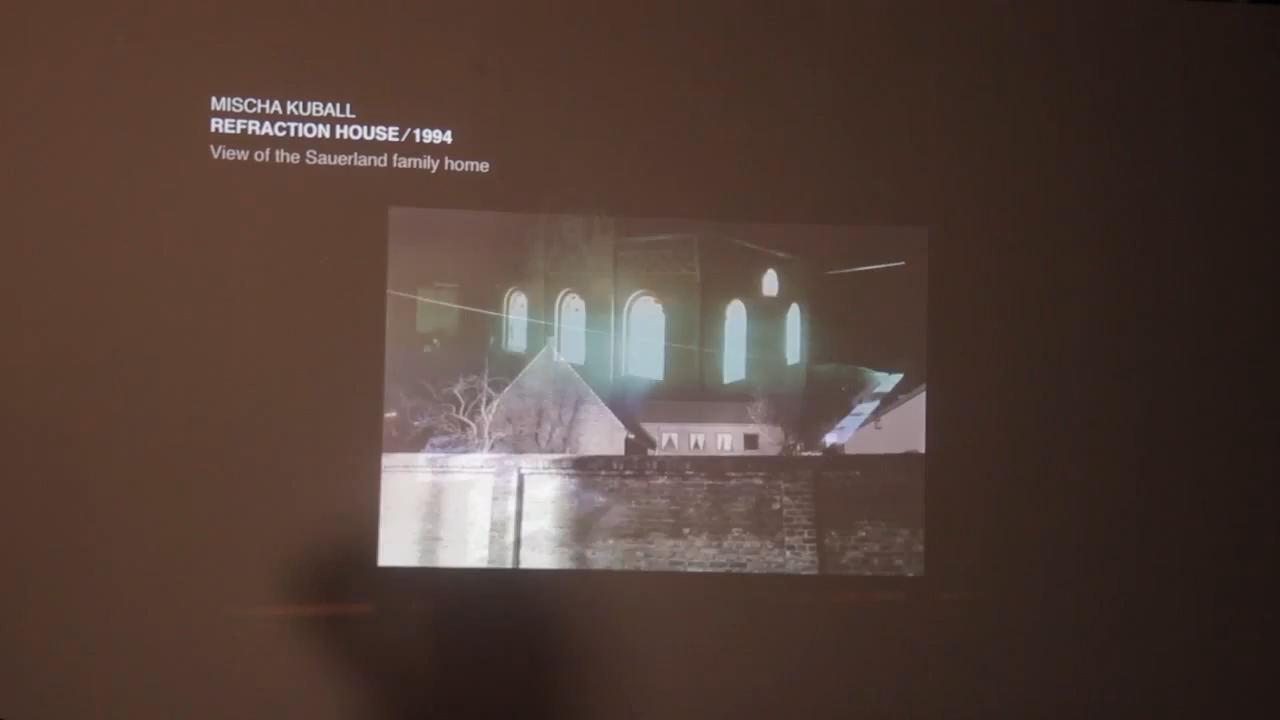 MISCHA KUBALL
REFRACTION HOUSE/1994
View of the Sauerland family home